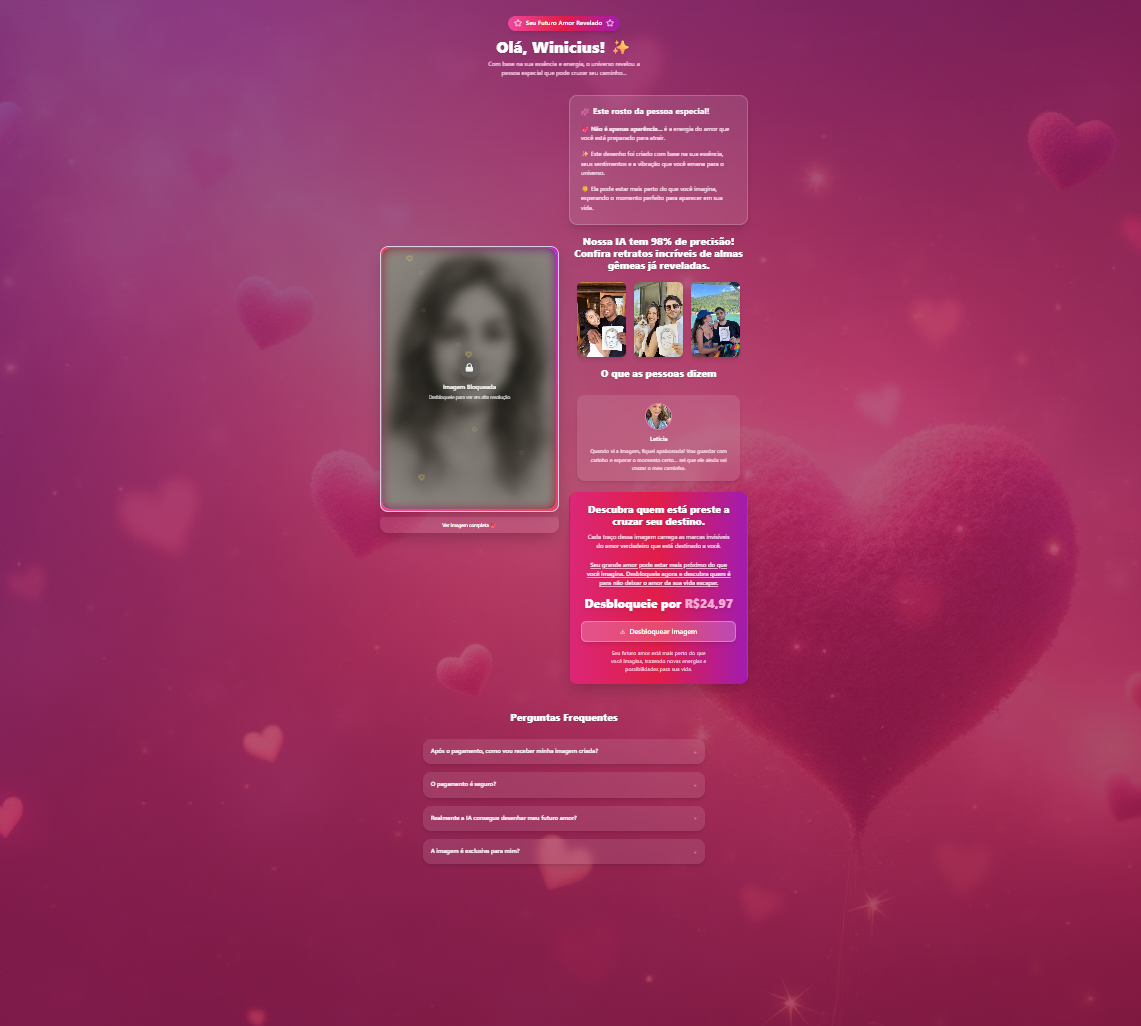 Seu Futuro Amor Revelado
Olá, Winicius! ✨
Com base na sua essência e energia, o universo revelou a
pessoa especial que pode cruzar seu caminho...
Este rosto da pessoa especial!
Não é apenas aparência... é a energia do amor que
você está preparado para atrair.
Este desenho foi criado com base na sua essência,
seus sentimentos e a vibração que você emana para o
universo.
Ela pode estar mais perto do que você imagina,
esperando o momento perfeito para aparecer em sua
vida.
Nossa IA tem 98% de precisão!
Confira retratos incríveis de almas
gêmeas já reveladas.
Imagem Bloqueada
Desbloqueie para ver em alta resolução
Ver imagem completa
O que as pessoas dizem
Letícia
Quando vi a imagem, fiquei apaixonada! Vou guardar com
carinho e esperar o momento certo... sei que ele ainda vai
cruzar o meu caminho.
Descubra quem está preste a
cruzar seu destino.
Cada traço dessa imagem carrega as marcas invisíveis
do amor verdadeiro que está destinado a você.
Seu grande amor pode estar mais próximo do que
você imagina. Desbloqueie agora e descubra quem é
para não deixar o amor de sua vida escapar.
Desbloqueie por R$24,97
Desbloquear Imagem
Seu futuro amor está mais perto do que
você imagina, trazendo novas energias e
possibilidades para sua vida.
Perguntas Frequentes
Após o pagamento, como vou receber minha imagem criada?
O pagamento é seguro?
Realmente a IA consegue desenhar meu futuro amor?
A imagem é exclusiva para mim?